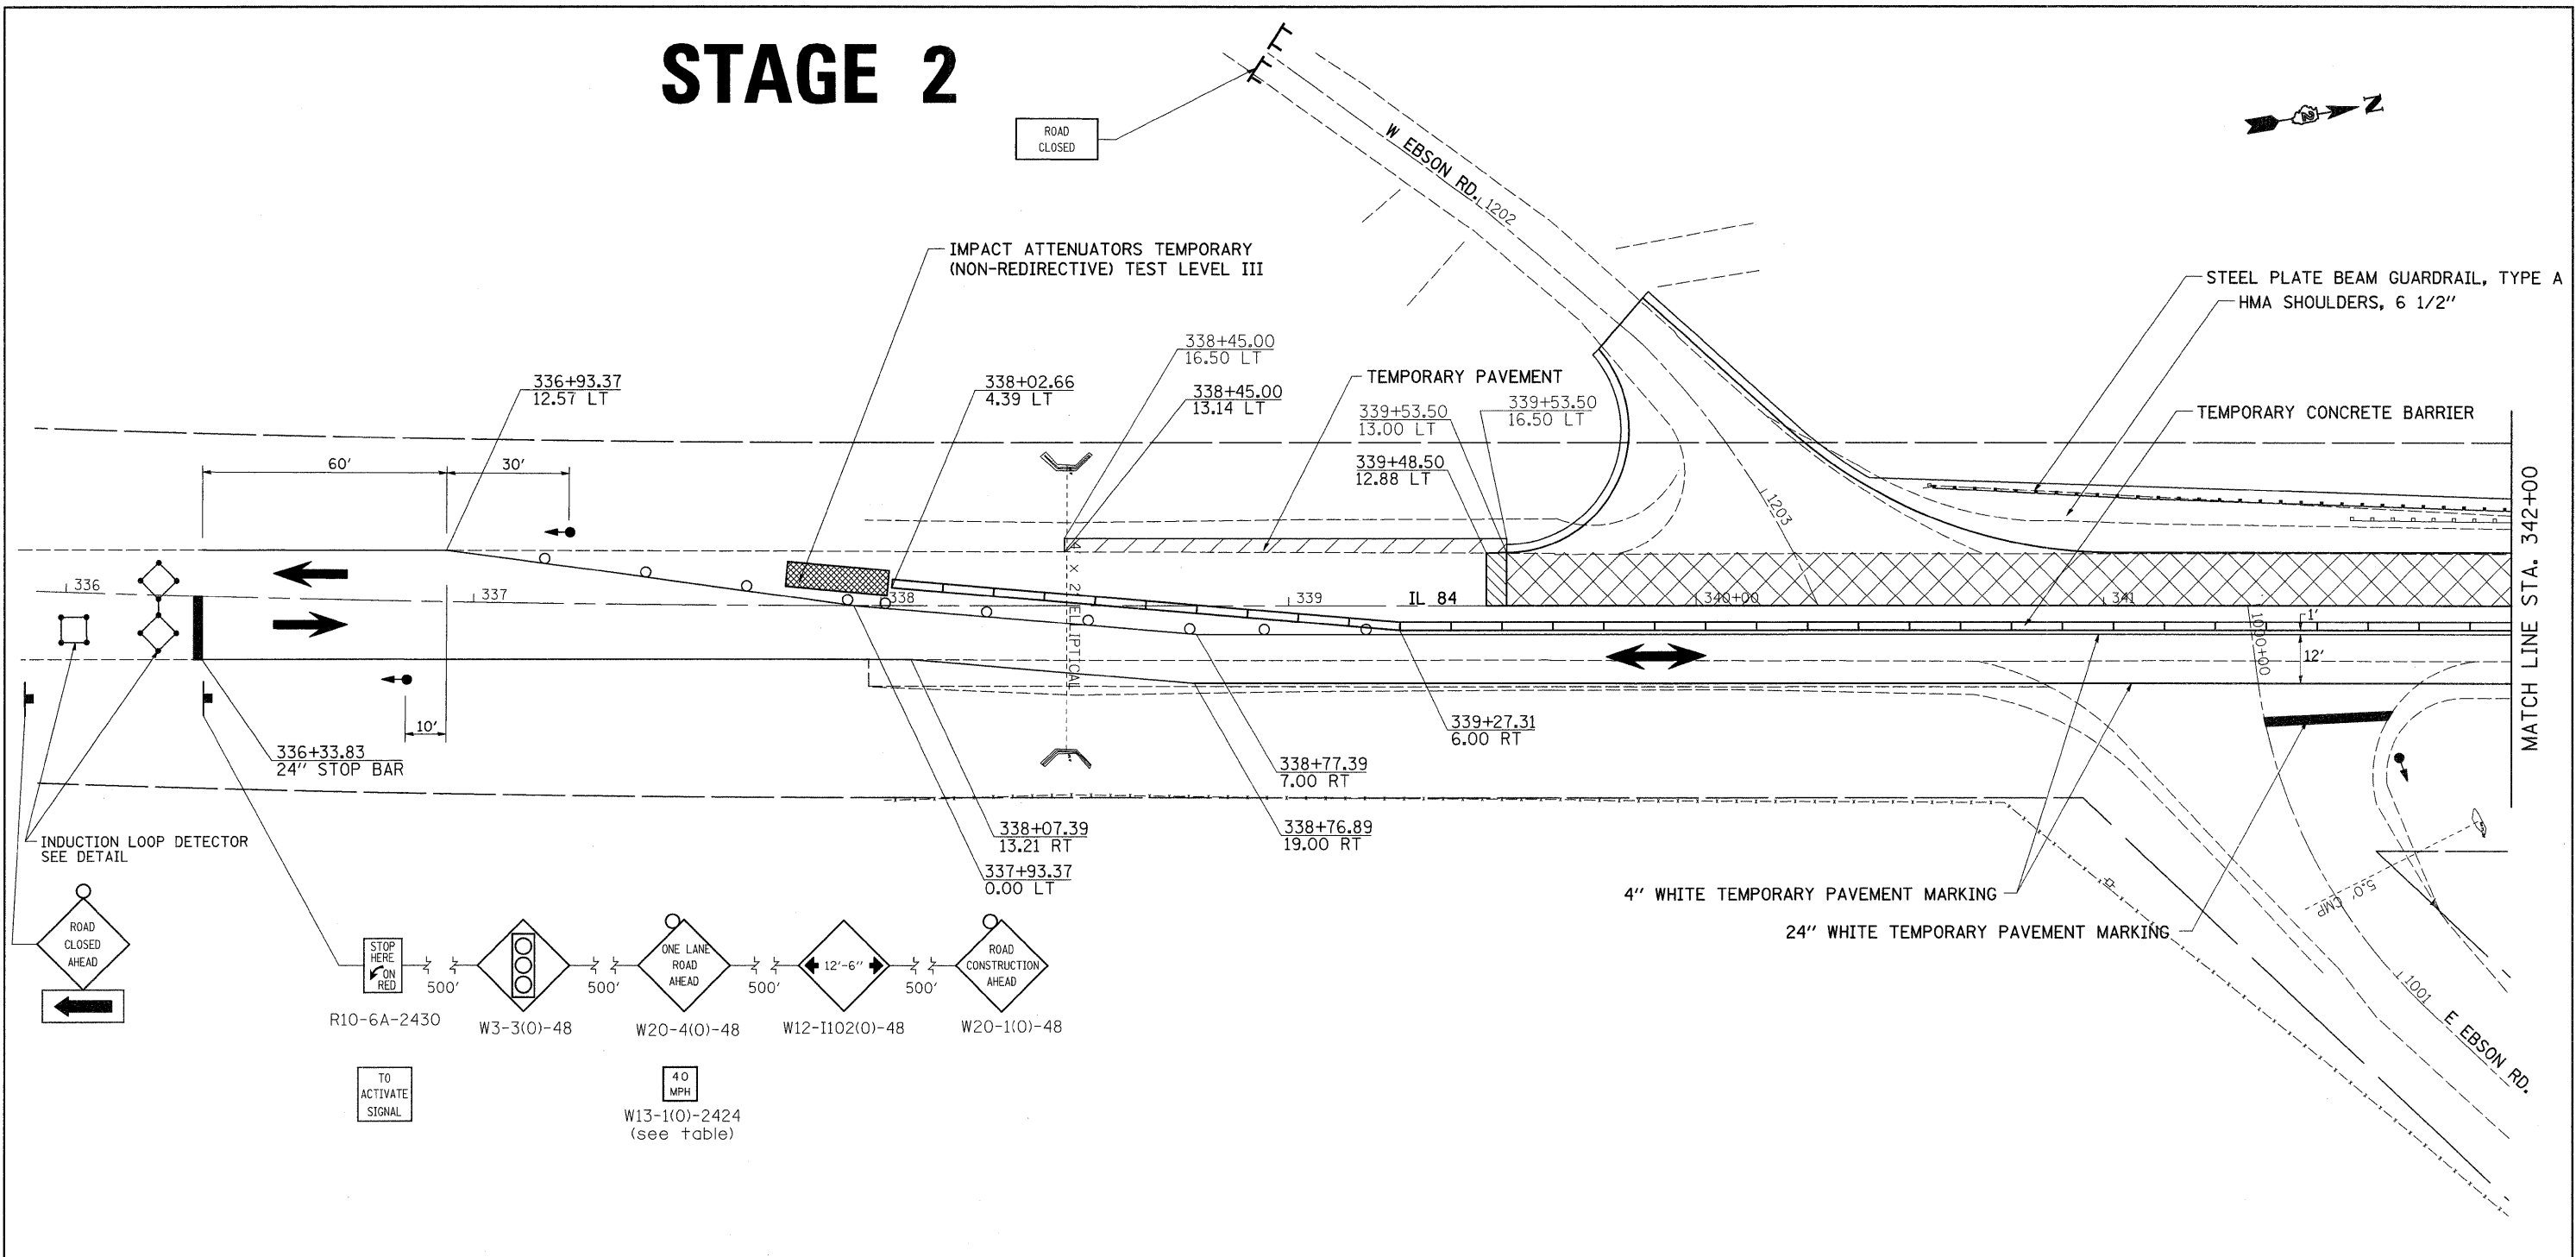 STAGE 2
N
2
ROAD
CLOSED
W EBSON RD.
1202
IMPACT ATTENUATORS TEMPORARY
(NON-REDIRECTIVE) TEST LEVEL III
STEEL PLATE BEAM GUARDRAIL, TYPE A
HMA SHOULDERS, 6 1/2"
338+45.00
16.50 LT
336+93.37
12.57 LT
338+02.66
4.39 LT
338+45.00
13.14 LT
TEMPORARY PAVEMENT
339+53.50
13.00 LT
339+53.50
16.50 LT
TEMPORARY CONCRETE BARRIER
60'
30'
339+48.50
12.88 LT
1203
MATCH LINE STA. 342+00
336
337
338
339
IL 84
340+00
341
1'
12'
1000+00
10'
336+33.83
24" STOP BAR
339+27.31
6.00 RT
338+77.39
7.00 RT
INDUCTION LOOP DETECTOR
SEE DETAIL
338+07.39
13.21 RT
338+76.89
19.00 RT
337+93.37
0.00 LT
4" WHITE TEMPORARY PAVEMENT MARKING
24" WHITE TEMPORARY PAVEMENT MARKING
5.0' CMP
1001
E EBSON RD.
ROAD
CLOSED
AHEAD
STOP
HERE
ON
RED
500'
500'
ONE LANE
ROAD
AHEAD
500'
12'-6"
500'
ROAD
CONSTRUCTION
AHEAD
R10-6A-2430
W3-3(O)-48
W20-4(O)-48
W12-I102(O)-48
W20-1(O)-48
TO
ACTIVATE
SIGNAL
40
MPH
W13-1(O)-2424
(see table)